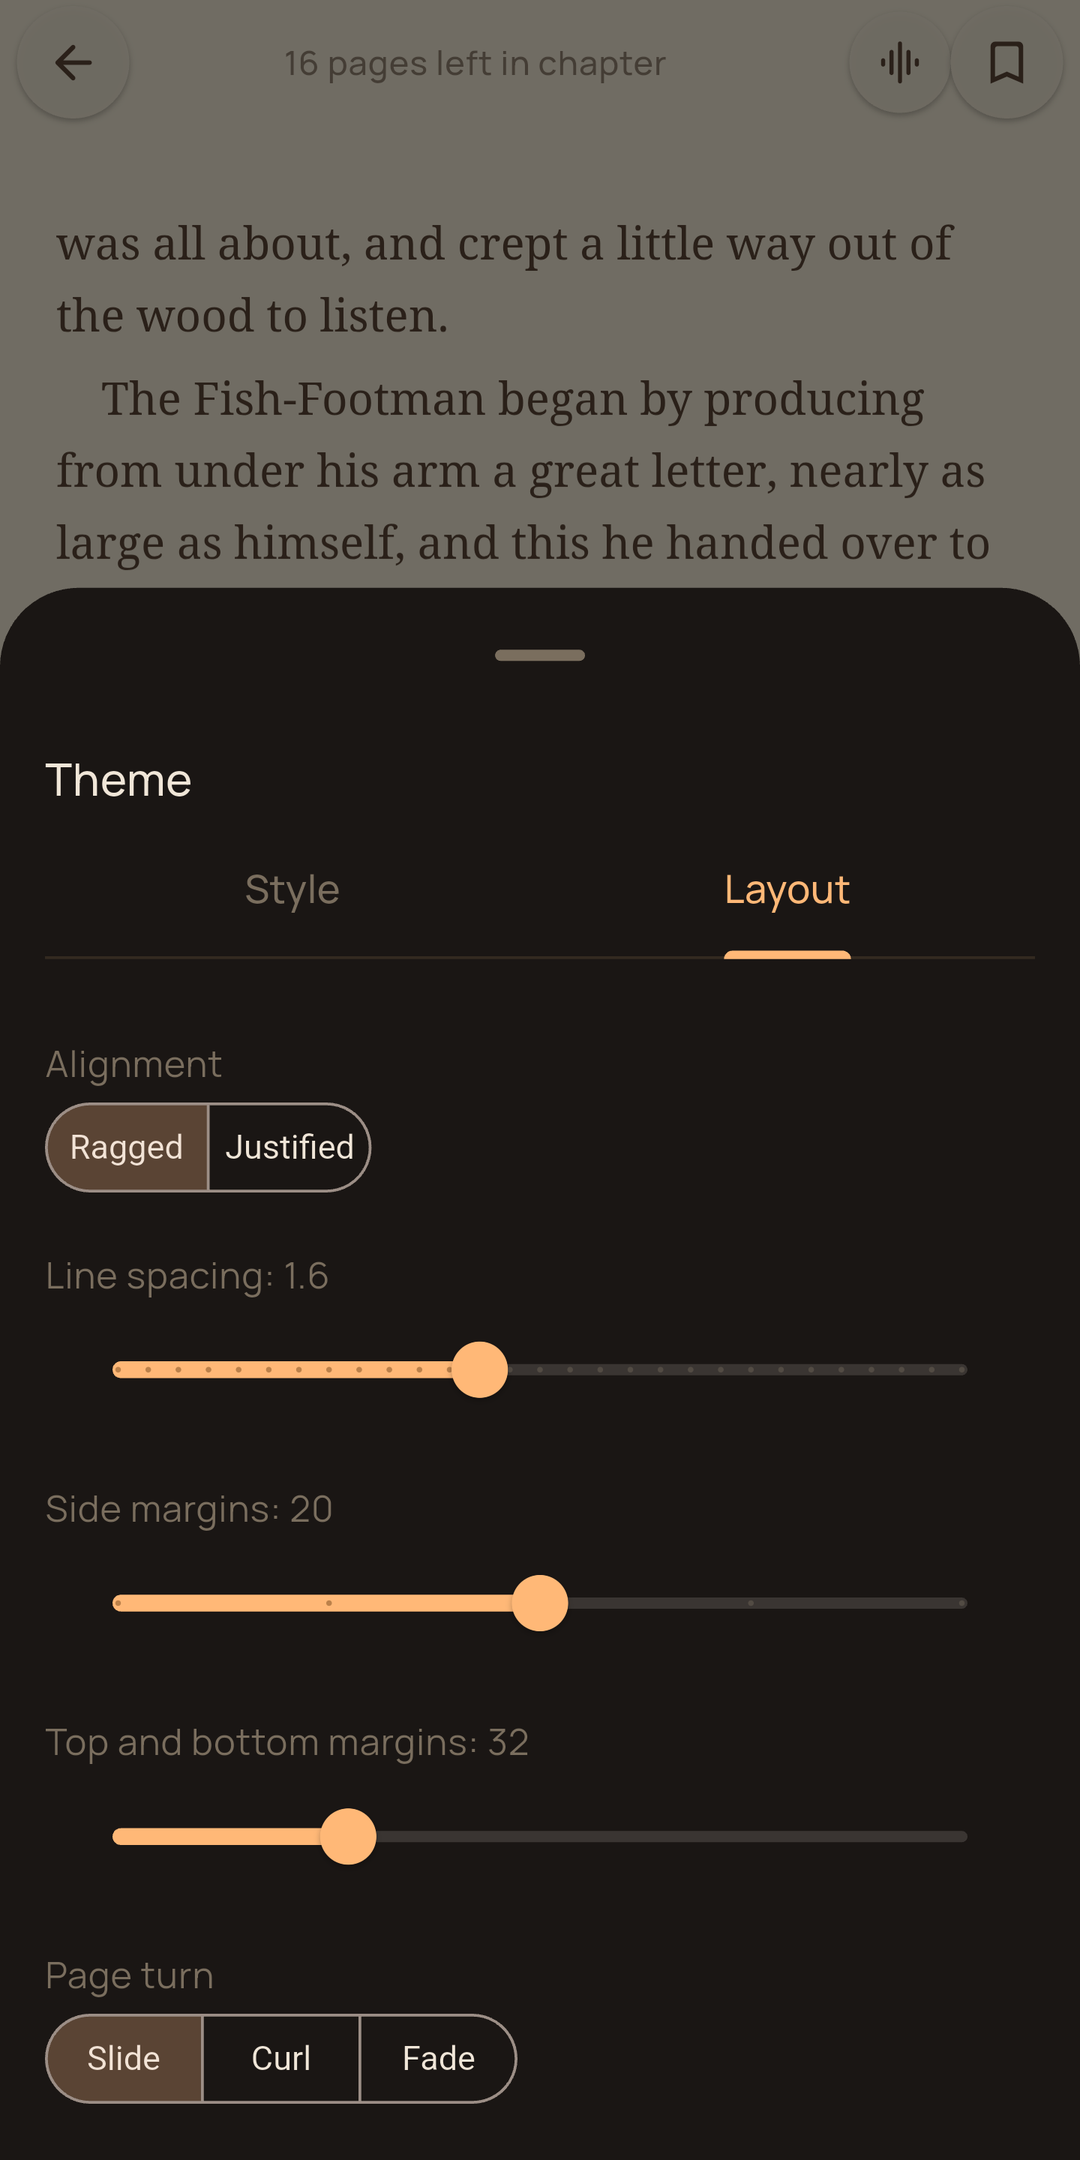 16 pages left in chapter
was all about, and crept a little way out of
the wood to listen.
The Fish-Footman began by producing
from under his arm a great letter, nearly as
large as himself, and this he handed over to
Theme
Style Layout
Alignment
Ragged Justified
Line spacing: 1.6
Side margins: 20
Top and bottom margins: 32
Page turn
Slide Curl Fade